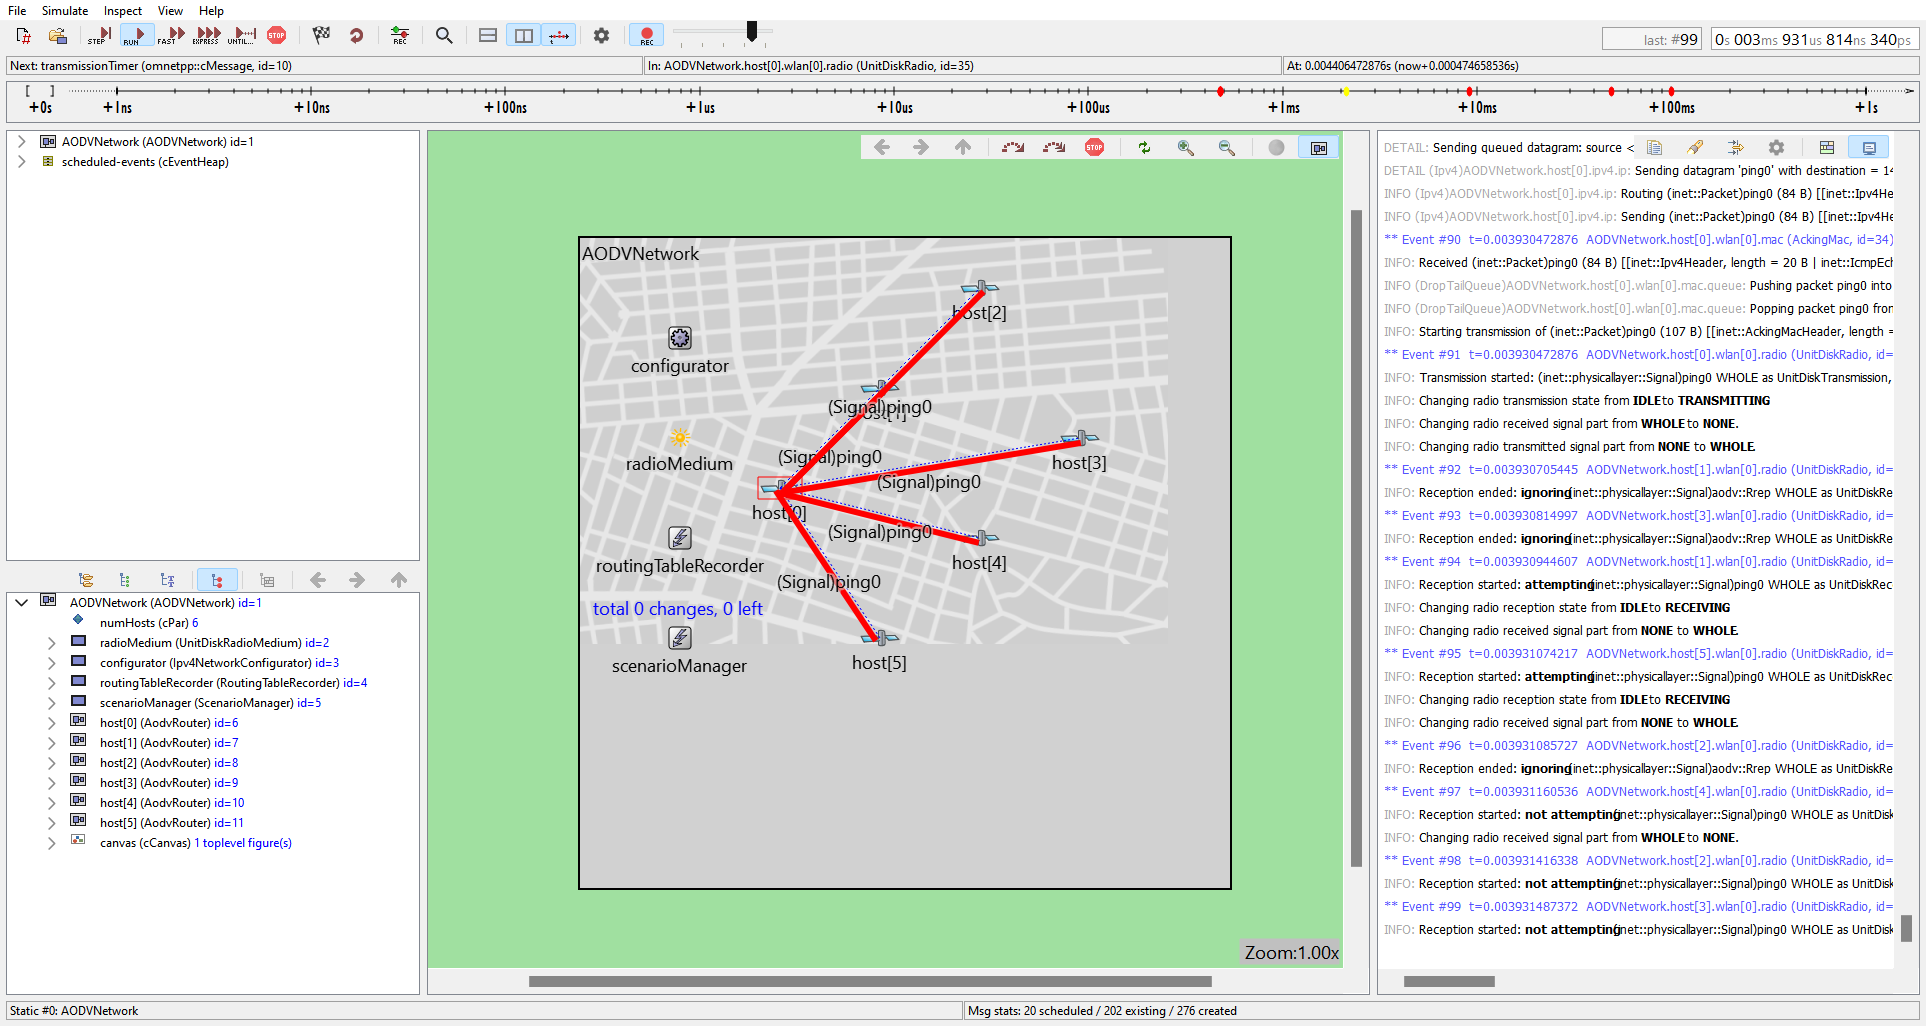 File Simulate Inspect View Help
STEP RUN FAST EXPRESS UNTIL... STOP REC REC
last: #99 0s 003ms 931us 814ns 340ps
Next: transmissionTimer (omnetpp::cMessage, id=10) In: AODVNetwork.host[0].wlan[0].radio (UnitDiskRadio, id=35) At: 0.004406472876s (now+0.000474658536s)
[ ]
+0s +1ns +10ns +100ns +1us +10us +100us +1ms +10ms +100ms +1s
AODVNetwork (AODVNetwork) id=1
scheduled-events (cEventHeap)
AODVNetwork (AODVNetwork) id=1
numHosts (cPar) 6
radioMedium (UnitDiskRadioMedium) id=2
configurator (Ipv4NetworkConfigurator) id=3
routingTableRecorder (RoutingTableRecorder) id=4
scenarioManager (ScenarioManager) id=5
host[0] (AodvRouter) id=6
host[1] (AodvRouter) id=7
host[2] (AodvRouter) id=8
host[3] (AodvRouter) id=9
host[4] (AodvRouter) id=10
host[5] (AodvRouter) id=11
canvas (cCanvas) 1 toplevel figure(s)
STOP
AODVNetwork
host[2]
configurator
(Signal)ping0
host[1]
(Signal)ping0
radioMedium
host[3]
(Signal)ping0
host[0]
(Signal)ping0
host[4]
routingTableRecorder
(Signal)ping0
total 0 changes, 0 left
host[5]
scenarioManager
Zoom:1.00x
DETAIL: Sending queued datagram: source <
DETAIL (Ipv4)AODVNetwork.host[0].ipv4.ip: Sending datagram 'ping0' with destination = 14
INFO (Ipv4)AODVNetwork.host[0].ipv4.ip: Routing (inet::Packet)ping0 (84 B) [[inet::Ipv4He
INFO (Ipv4)AODVNetwork.host[0].ipv4.ip: Sending (inet::Packet)ping0 (84 B) [[inet::Ipv4He
** Event #90 t=0.003930472876 AODVNetwork.host[0].wlan[0].mac (AckingMac, id=34)
INFO: Received (inet::Packet)ping0 (84 B) [[inet::Ipv4Header, length = 20 B | inet::IcmpEch
INFO (DropTailQueue)AODVNetwork.host[0].wlan[0].mac.queue: Pushing packet ping0 into
INFO (DropTailQueue)AODVNetwork.host[0].wlan[0].mac.queue: Popping packet ping0 from
INFO: Starting transmission of (inet::Packet)ping0 (107 B) [[inet::AckingMacHeader, length =
** Event #91 t=0.003930472876 AODVNetwork.host[0].wlan[0].radio (UnitDiskRadio, id=
INFO: Transmission started: (inet::physicallayer::Signal)ping0 WHOLE as UnitDiskTransmission,
INFO: Changing radio transmission state from IDLE to TRANSMITTING
INFO: Changing radio received signal part from WHOLE to NONE.
INFO: Changing radio transmitted signal part from NONE to WHOLE.
** Event #92 t=0.003930705445 AODVNetwork.host[1].wlan[0].radio (UnitDiskRadio, id=
INFO: Reception ended: ignoring (inet::physicallayer::Signal)aodv::Rrep WHOLE as UnitDiskRe
** Event #93 t=0.003930814997 AODVNetwork.host[3].wlan[0].radio (UnitDiskRadio, id=
INFO: Reception ended: ignoring (inet::physicallayer::Signal)aodv::Rrep WHOLE as UnitDiskRe
** Event #94 t=0.003930944607 AODVNetwork.host[1].wlan[0].radio (UnitDiskRadio, id=
INFO: Reception started: attempting (inet::physicallayer::Signal)ping0 WHOLE as UnitDiskRec
INFO: Changing radio reception state from IDLE to RECEIVING
INFO: Changing radio received signal part from NONE to WHOLE.
** Event #95 t=0.003931074217 AODVNetwork.host[5].wlan[0].radio (UnitDiskRadio, id=
INFO: Reception started: attempting (inet::physicallayer::Signal)ping0 WHOLE as UnitDiskRec
INFO: Changing radio reception state from IDLE to RECEIVING
INFO: Changing radio received signal part from NONE to WHOLE.
** Event #96 t=0.003931085727 AODVNetwork.host[2].wlan[0].radio (UnitDiskRadio, id=
INFO: Reception ended: ignoring (inet::physicallayer::Signal)aodv::Rrep WHOLE as UnitDiskRe
** Event #97 t=0.003931160536 AODVNetwork.host[4].wlan[0].radio (UnitDiskRadio, id=
INFO: Reception started: not attempting (inet::physicallayer::Signal)ping0 WHOLE as UnitDisk
INFO: Changing radio received signal part from WHOLE to NONE.
** Event #98 t=0.003931416338 AODVNetwork.host[2].wlan[0].radio (UnitDiskRadio, id=
INFO: Reception started: not attempting (inet::physicallayer::Signal)ping0 WHOLE as UnitDisk
** Event #99 t=0.003931487372 AODVNetwork.host[3].wlan[0].radio (UnitDiskRadio, id=
INFO: Reception started: not attempting (inet::physicallayer::Signal)ping0 WHOLE as UnitDisk
Static #0: AODVNetwork Msg stats: 20 scheduled / 202 existing / 276 created